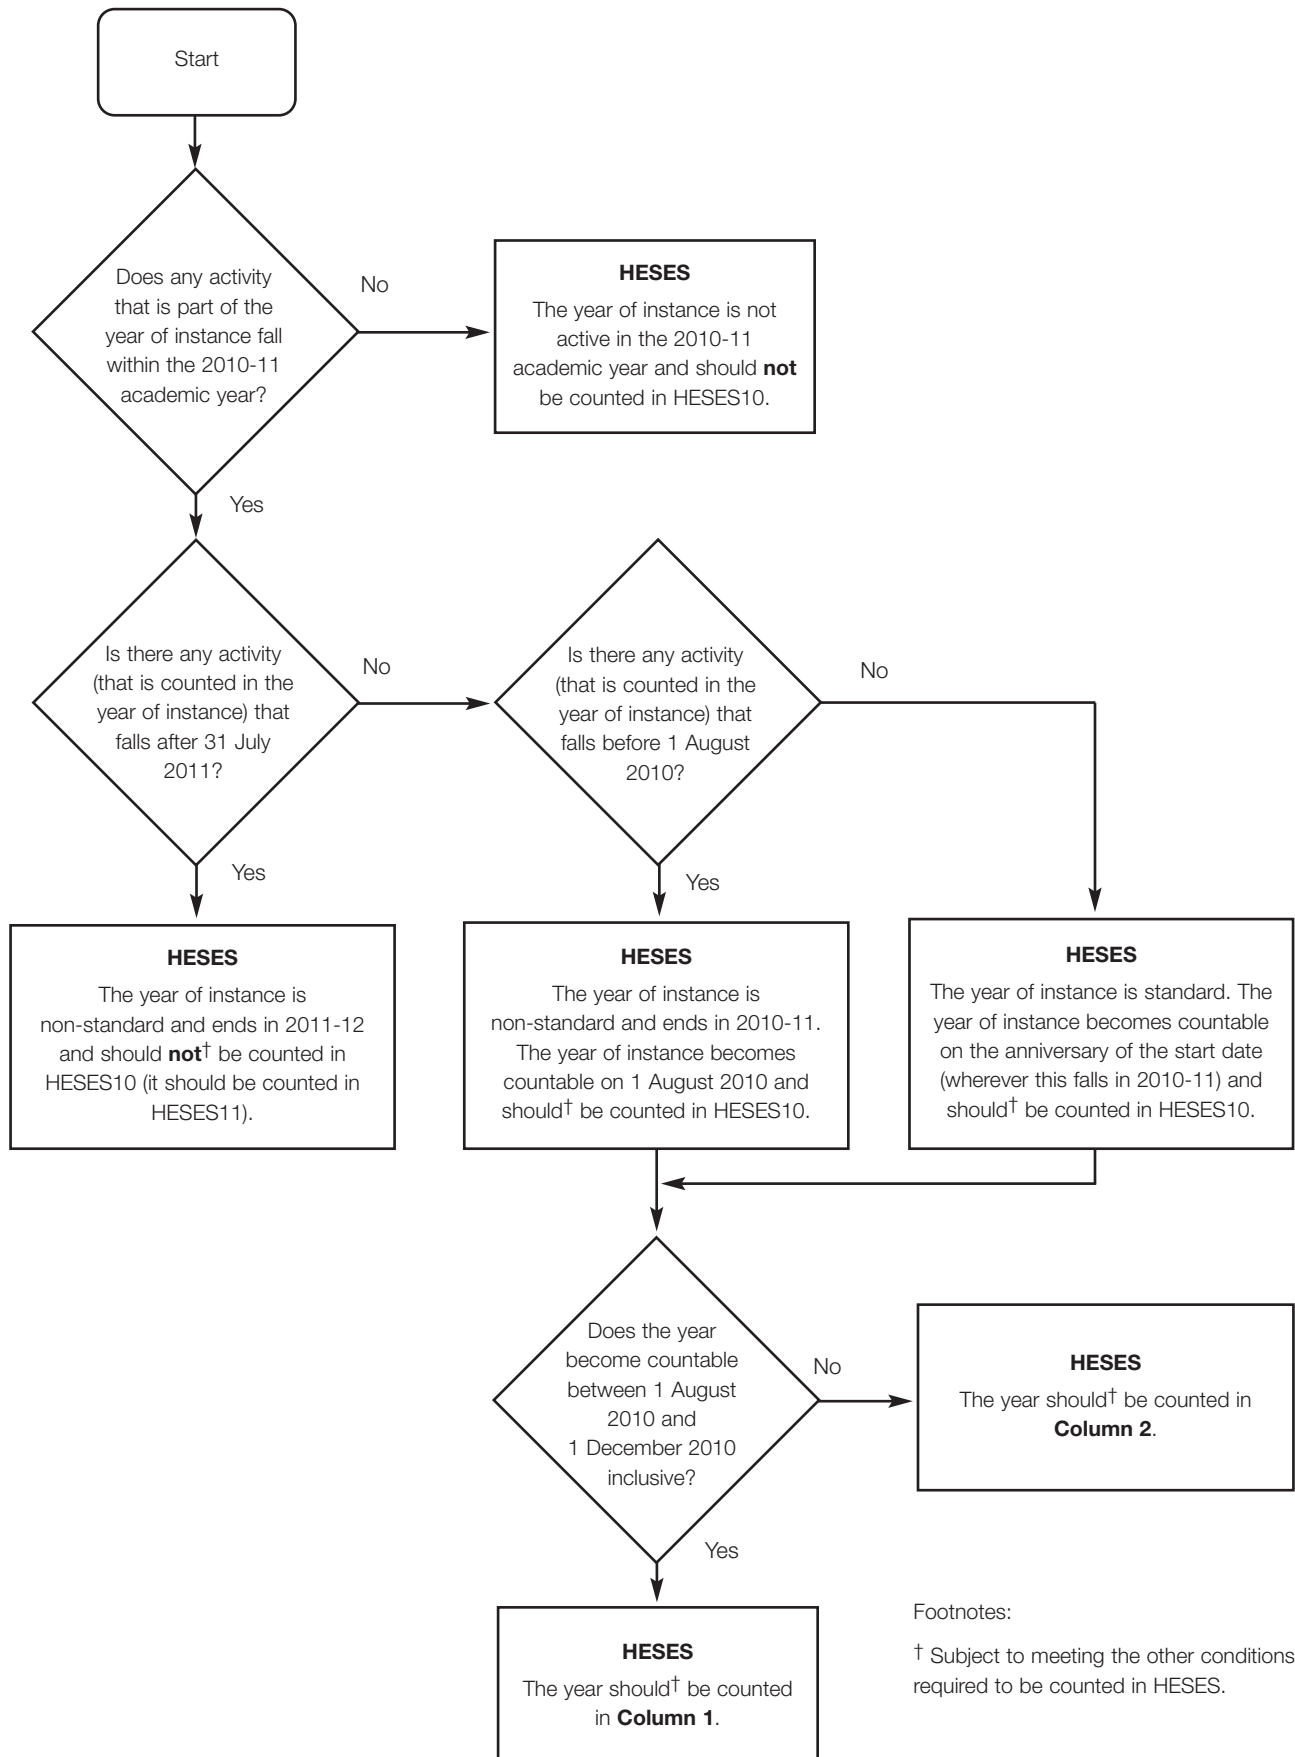 Start
Does any activity
that is part of the
year of instance fall
within the 2010-11
academic year?
No
HESES
The year of instance is not
active in the 2010-11
academic year and should not
be counted in HESES10.
Yes
Is there any activity
(that is counted in the
year of instance) that
falls after 31 July
2011?
No
Is there any activity
(that is counted in the
year of instance) that
falls before 1 August
2010?
No
Yes
Yes
HESES
The year of instance is
non-standard and ends in 2011-12
and should not† be counted in
HESES10 (it should be counted in
HESES11).
HESES
The year of instance is
non-standard and ends in 2010-11.
The year of instance becomes
countable on 1 August 2010 and
should† be counted in HESES10.
HESES
The year of instance is standard. The
year of instance becomes countable
on the anniversary of the start date
(wherever this falls in 2010-11) and
should† be counted in HESES10.
Does the year
become countable
between 1 August
2010 and
1 December 2010
inclusive?
No
HESES
The year should† be counted in
Column 2.
Yes
HESES
The year should† be counted
in Column 1.
Footnotes:
† Subject to meeting the other conditions
required to be counted in HESES.